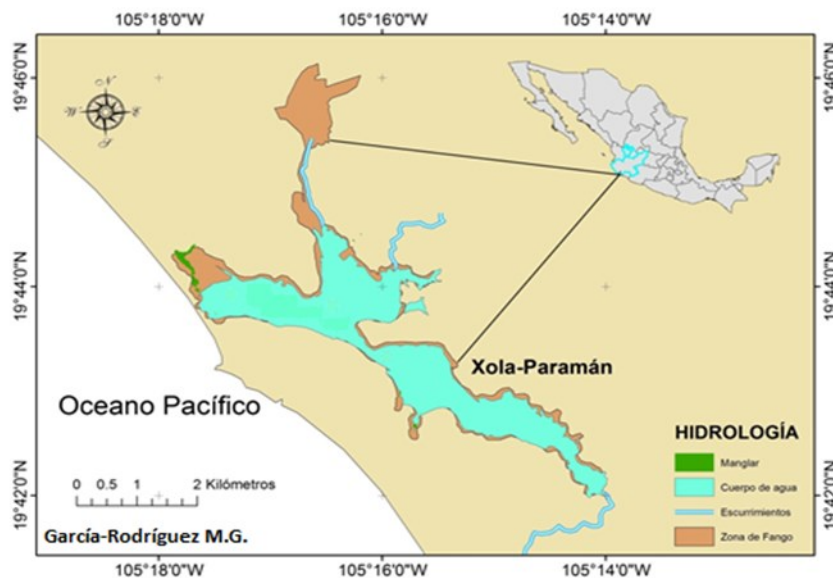 105°18'0"W 105°16'0"W 105°14'0"W
19°46'0"N 19°46'0"N
N
W E
S
19°44'0"N 19°44'0"N
Xola-Paramán
Oceano Pacífico
HIDROLOGÍA
Manglar
0 0.5 1 2 Kilómetros
Cuerpo de agua
19°42'0"N 19°42'0"N
Escurrimientos
García-Rodríguez M.G.
Zona de Fango
105°18'0"W 105°16'0"W 105°14'0"W